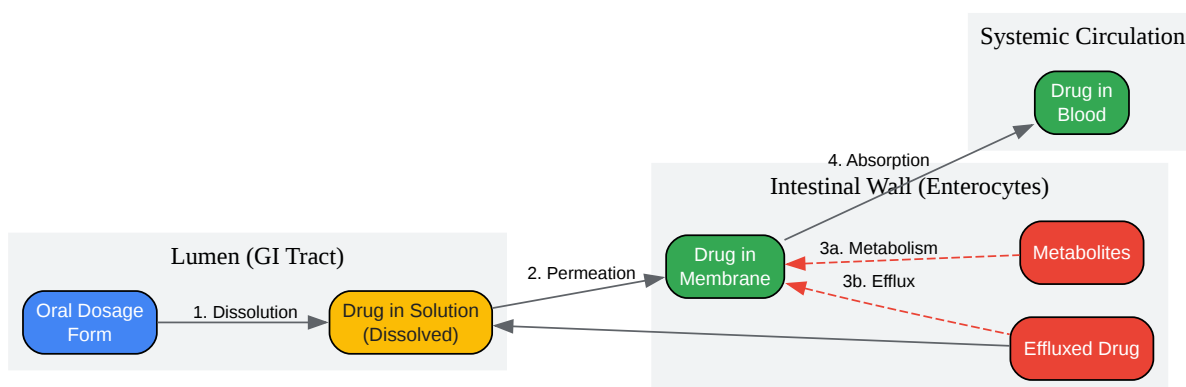 Systemic Circulation
Drug in
Blood
4. Absorption
Intestinal Wall (Enterocytes)
Drug in
Membrane
3a. Metabolism
Metabolites
3b. Efflux
Effluxed Drug
Lumen (GI Tract)
2. Permeation
Oral Dosage
Form
1. Dissolution
Drug in Solution
(Dissolved)